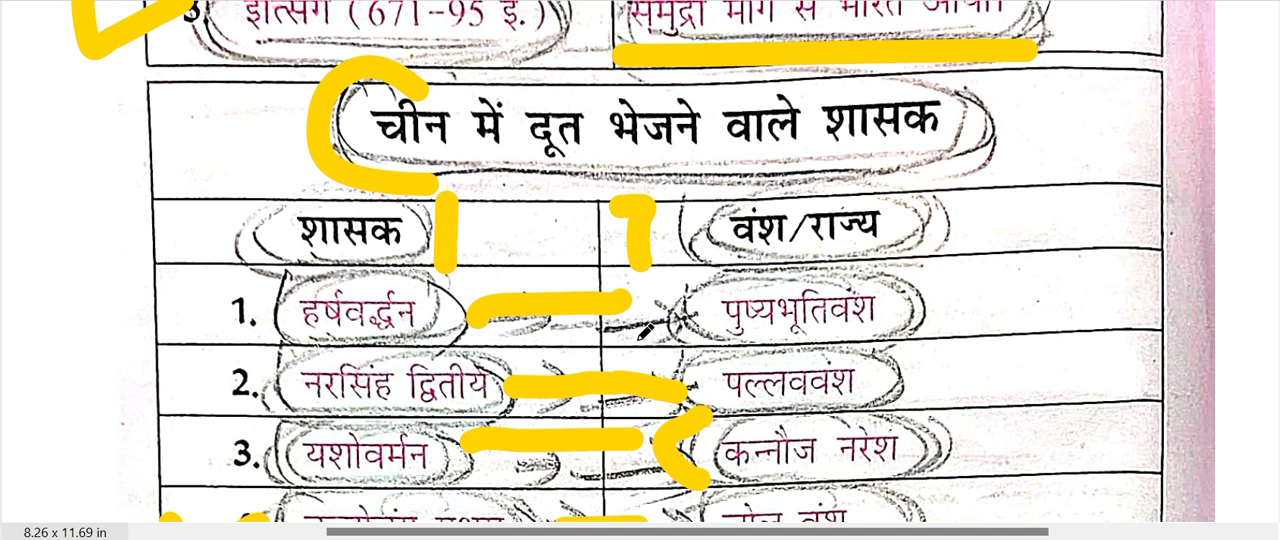 इत्सिंग (671-95 ई.) समुद्री मार्ग से भारत आया।
चीन में दूत भेजने वाले शासक
शासक वंश/राज्य
1. हर्षवर्द्धन पुष्यभूतिवंश
2. नरसिंह द्वितीय पल्लववंश
3. यशोवर्मन कन्नौज नरेश
चोल वंश
8.26 x 11.69 in